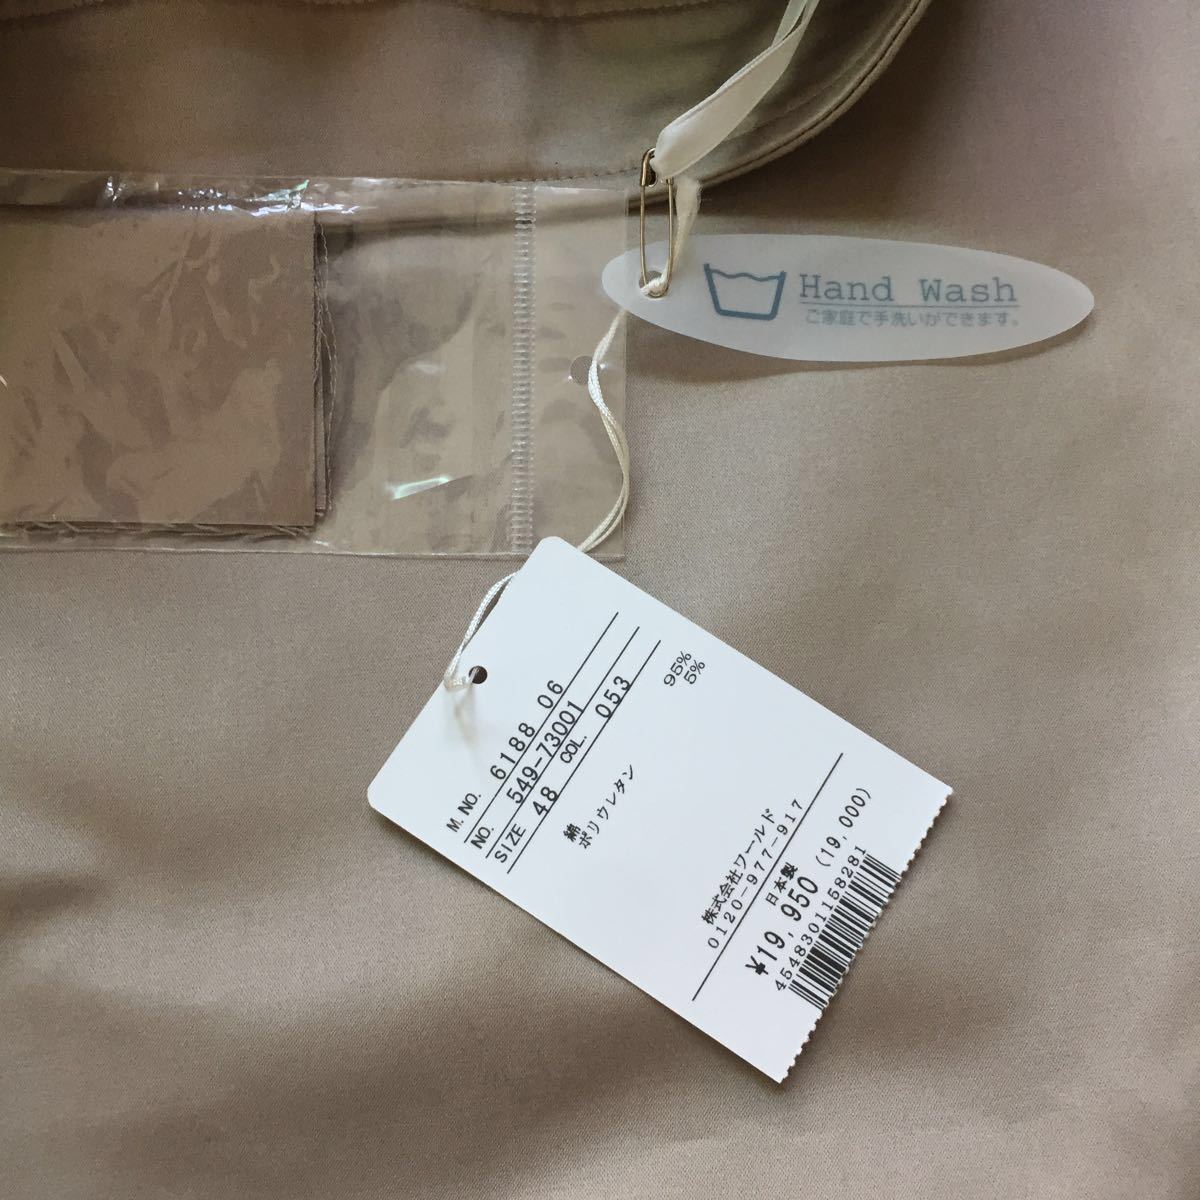 Hand Wash
ご家庭で手洗いができます。
M. NO. 6188 06
NO. 549-73001
SIZE 48 COL. 053
綿 95%
ポリウレタン 5%
株式会社ワールド
0120-977-917
日本製
¥19,950 (19,000)
4548301158281